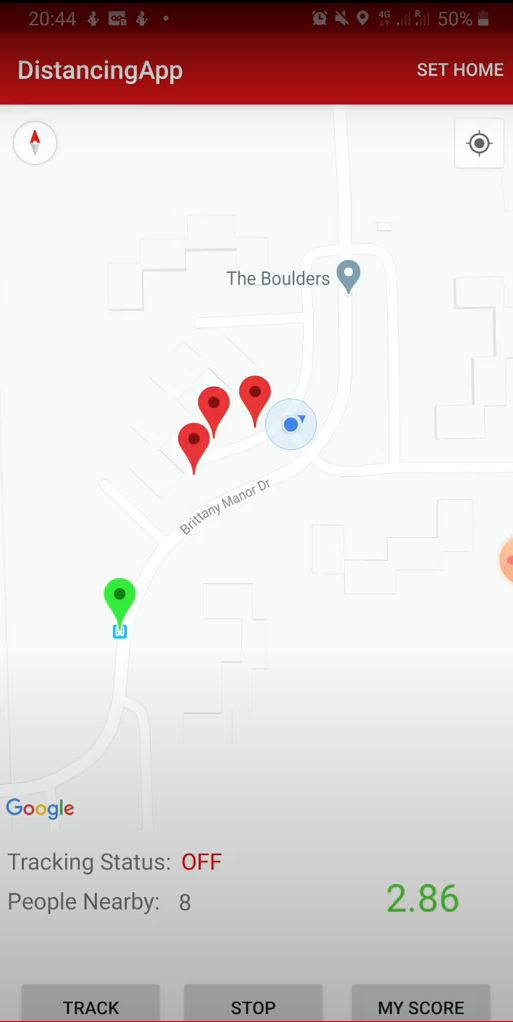 20:44
4G
R
50%
DistancingApp
SET HOME
The Boulders
Brittany Manor Dr
Google
Tracking Status: OFF
People Nearby: 8
2.86
TRACK
STOP
MY SCORE